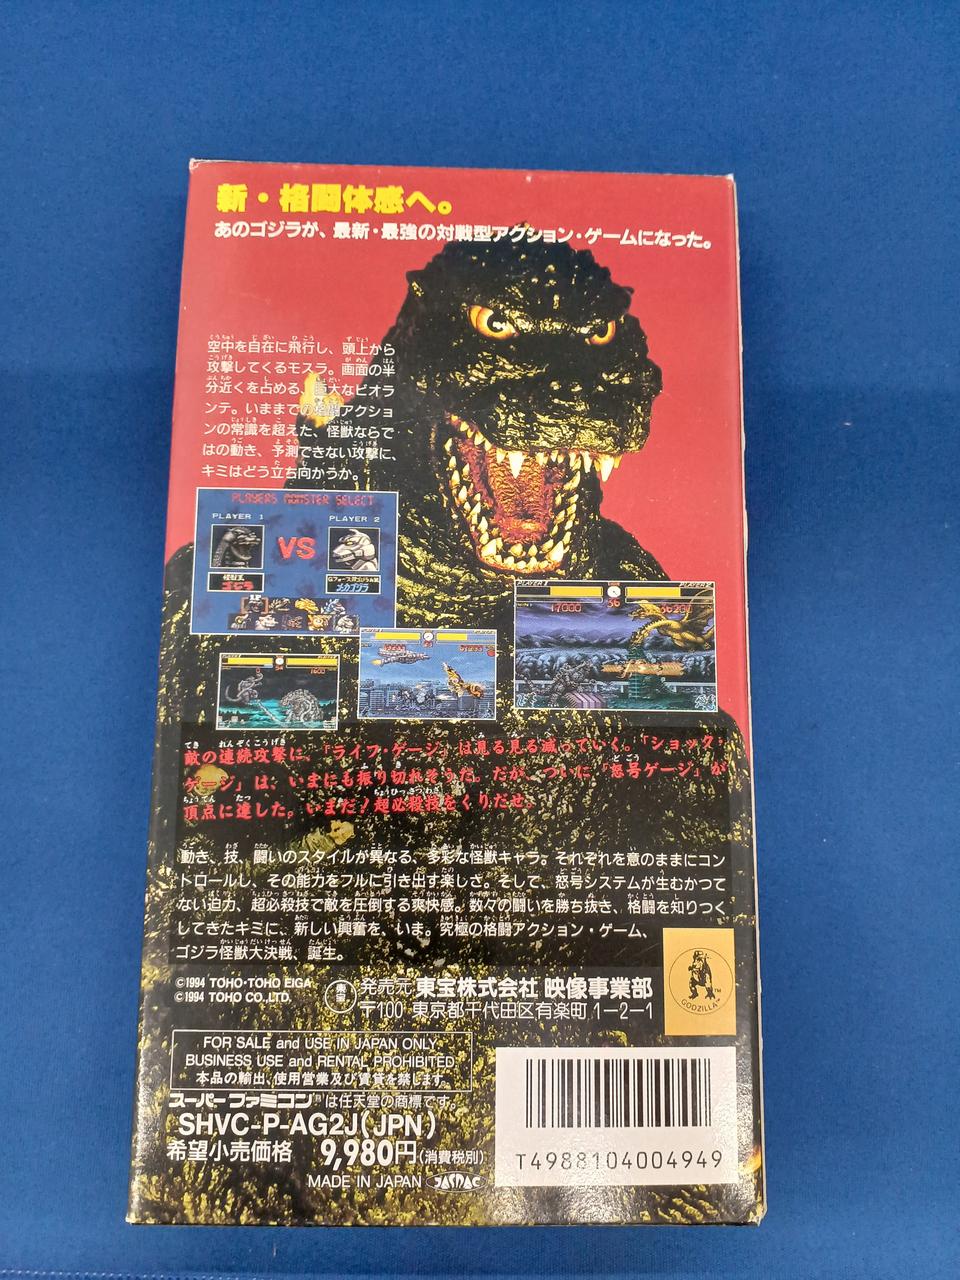 新・格闘体感へ。
あのゴジラが、最新・最強の対戦型アクション・ゲームになった。
空中を自在に飛行し、頭上から
攻撃してくるモスラ。画面の半
分近くを占める、巨大なビオラ
ンテ。いままでの格闘アクショ
ンの常識を超えた、怪獣ならで
はの動き、予測できない攻撃に、
キミはどう立ち向かうか。
PLAYERS MONSTER SELECT
PLAYER 1
PLAYER 2
VS
怪獣王
ゴジラ
メカゴジラ
PLAYER 1
PLAYER 2
17000
36
36200
1600
敵の連続攻撃に、「ライフ・ゲージ」は見る見る減っていく。「ショック・
ゲージ」は、いまにも振り切れそうだ。だが、ついに「怒号ゲージ」が
頂点に達した。いまだ！超必殺技をくりだせ。
動き、技、闘いのスタイルが異なる、多彩な怪獣キャラ。それぞれを意のままにコン
トロールし、その能力をフルに引き出す楽しさ。そして、怒号システムが生むかつて
ない迫力、超必殺技で敵を圧倒する爽快感。数々の闘いを勝ち抜き、格闘を知りつく
してきたキミに、新しい興奮を、いま。究極の格闘アクション・ゲーム、
ゴジラ怪獣大決戦、誕生。
©1994 TOHO・TOHO EIGA
©1994 TOHO CO.,LTD.
東宝 発売元 東宝株式会社 映像事業部
〒100 東京都千代田区有楽町 1-2-1
GODZILLA™
FOR SALE and USE IN JAPAN ONLY
BUSINESS USE and RENTAL PROHIBITED
本品の輸出、使用営業及び賃貸を禁じます。
スーパーファミコン®は任天堂の商標です。
SHVC-P-AG2J(JPN)
希望小売価格 9,980円(消費税別)
MADE IN JAPAN JASRAC
T4988104004949